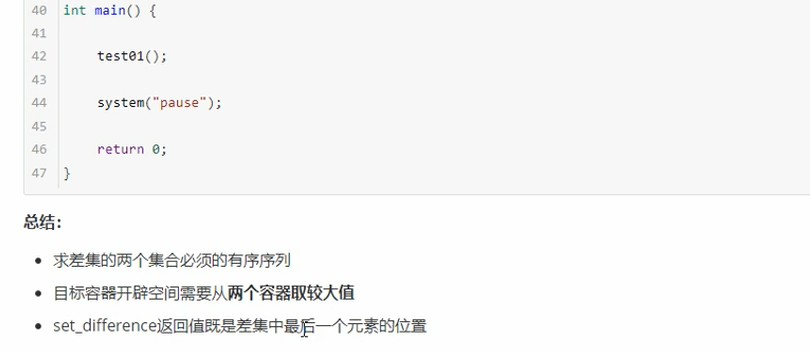 40 int main() {
41
42     test01();
43
44     system("pause");
45
46     return 0;
47 }
总结：
• 求差集的两个集合必须的有序序列
• 目标容器开辟空间需要从两个容器取较大值
• set_difference返回值既是差集中最后一个元素的位置